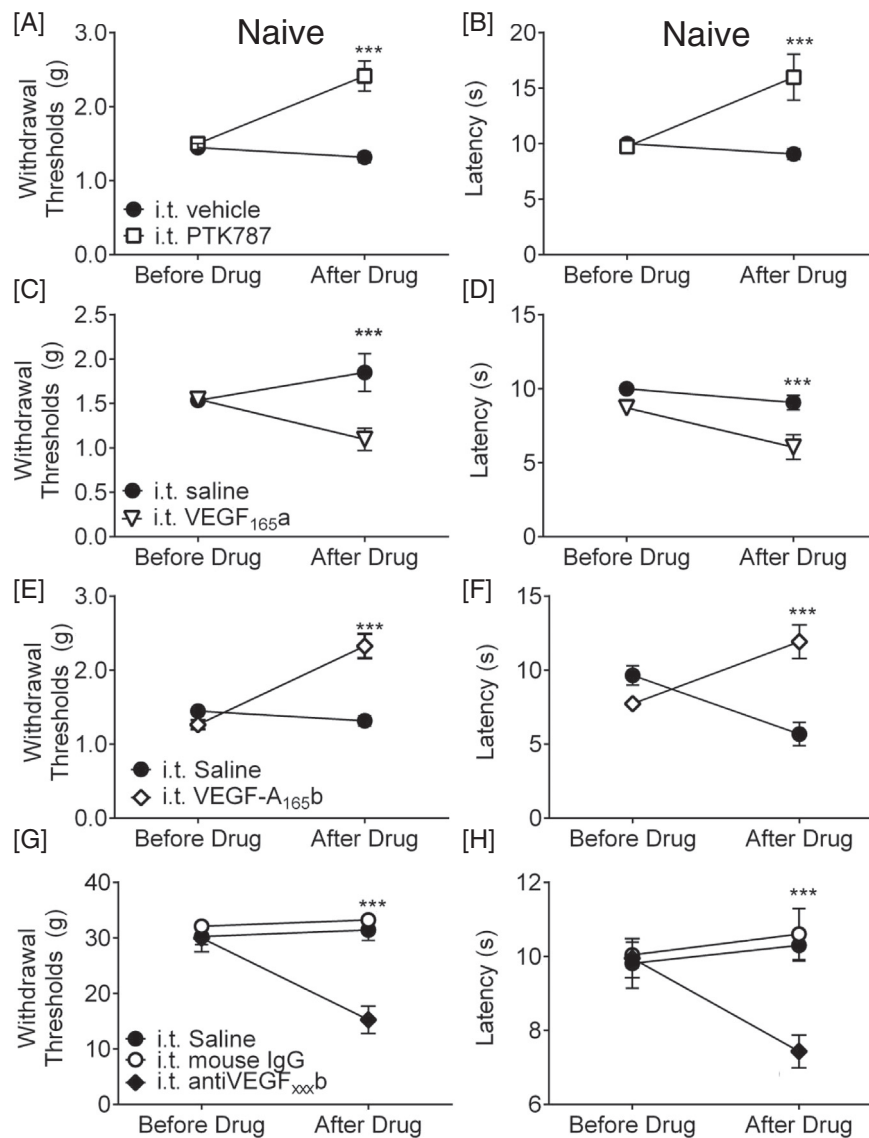 [A]
Naive
Withdrawal
Thresholds (g)
3.0
2.0
1.0
0.0
***
i.t. vehicle
i.t. PTK787
Before Drug After Drug
[B]
Naive
Latency (s)
20
15
10
5
0
***
Before Drug After Drug
[C]
Withdrawal
Thresholds (g)
2.5
2.0
1.5
1.0
0.5
0.0
***
i.t. saline
i.t. VEGF₁₆₅a
Before Drug After Drug
[D]
Latency (s)
15
10
5
0
***
Before Drug After Drug
[E]
Withdrawal
Thresholds (g)
3.0
2.0
1.0
0.0
***
i.t. Saline
i.t. VEGF-A₁₆₅b
Before Drug After Drug
[F]
Latency (s)
15
10
5
0
***
Before Drug After Drug
[G]
Withdrawal
Thresholds (g)
40
30
20
10
0
***
i.t. Saline
i.t. mouse IgG
i.t. antiVEGFₓₓₓb
Before Drug After Drug
[H]
Latency (s)
12
10
8
6
***
Before Drug After Drug